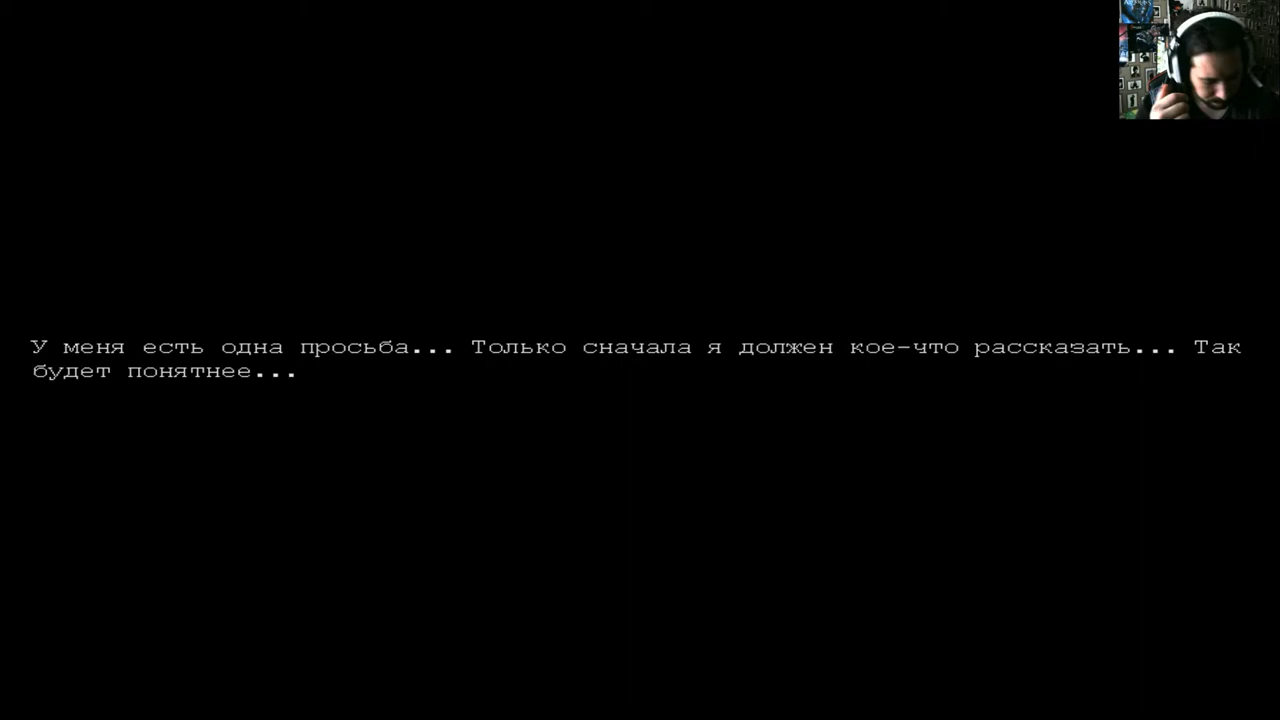 У меня есть одна просьба... Только сначала я должен кое-что рассказать... Так
будет понятнее...